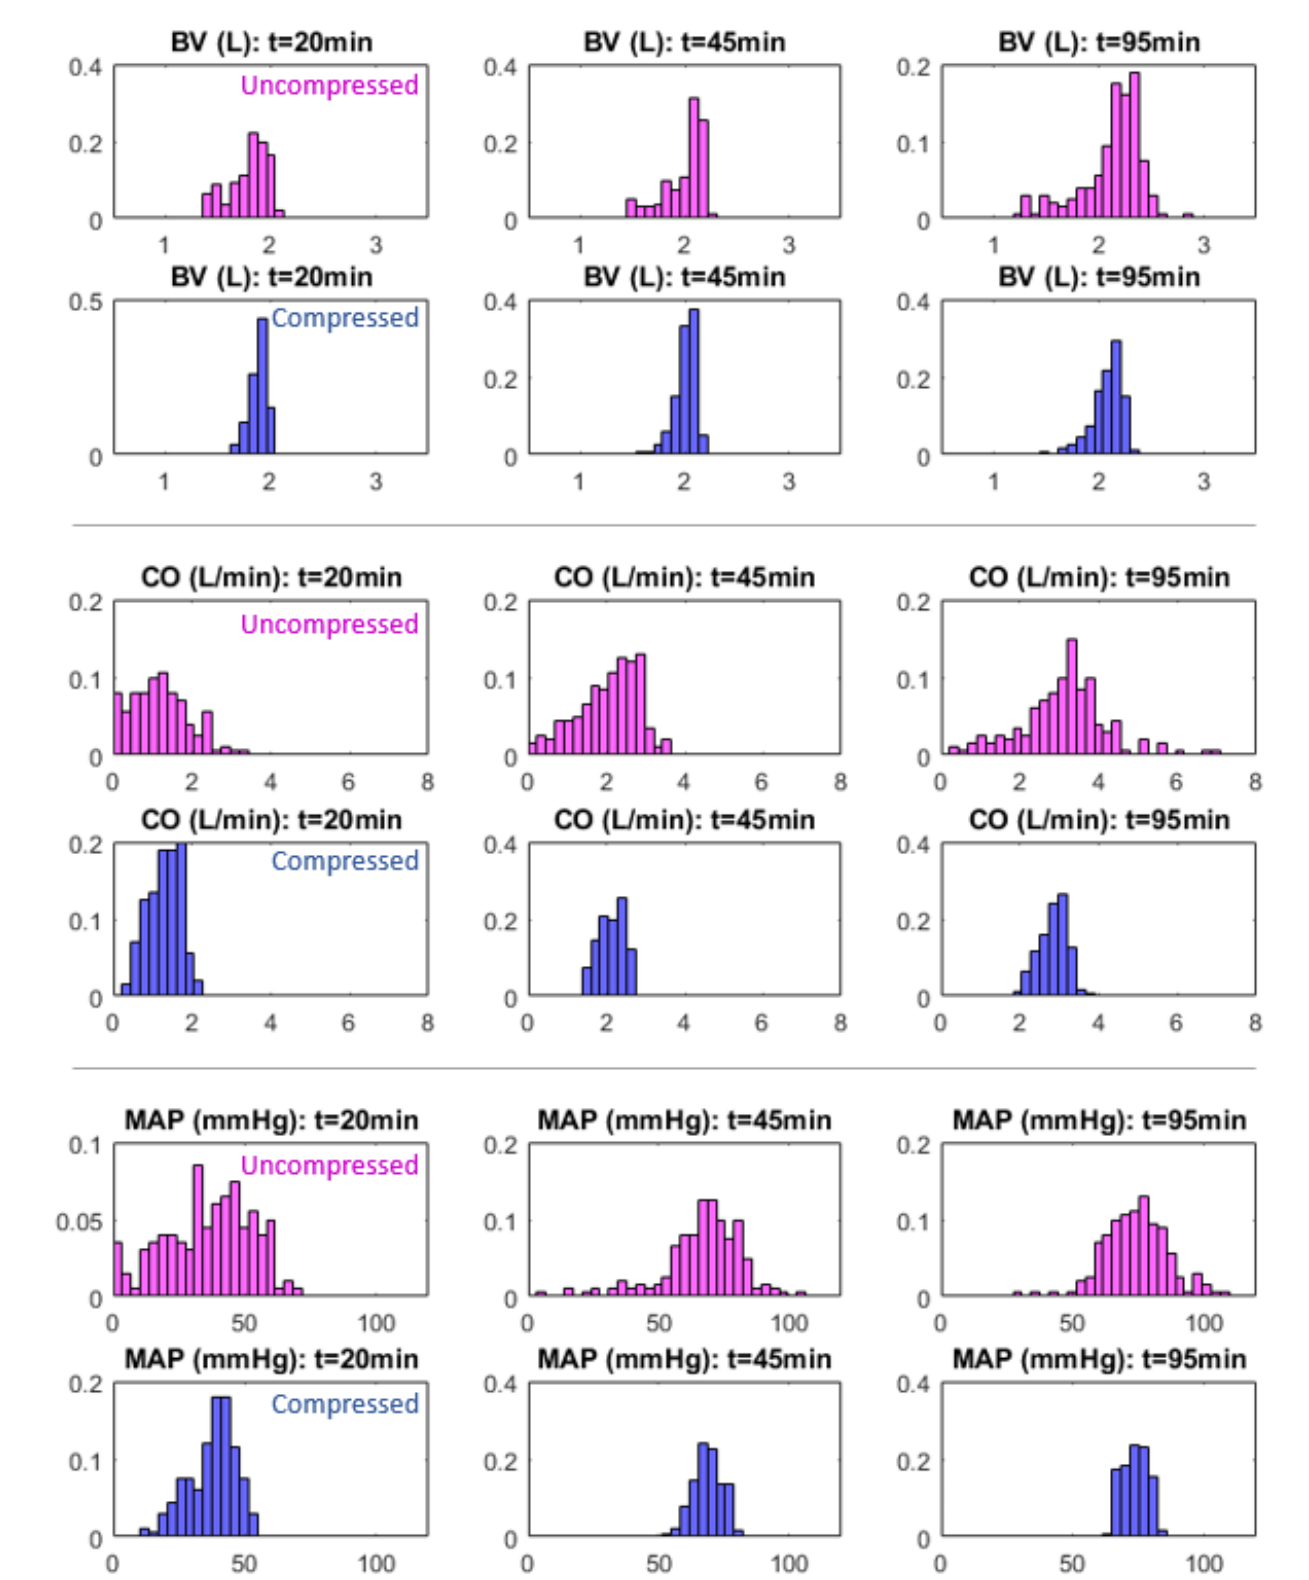 BV (L): t=20min BV (L): t=45min BV (L): t=95min
0.4 0.4 0.2
Uncompressed
0.2 0.2 0.1
0 0 0
1 2 3 1 2 3 1 2 3
BV (L): t=20min BV (L): t=45min BV (L): t=95min
0.5 0.4 0.4
Compressed
0.2 0.2
0 0 0
1 2 3 1 2 3 1 2 3
CO (L/min): t=20min CO (L/min): t=45min CO (L/min): t=95min
0.2 0.2 0.2
Uncompressed
0.1 0.1 0.1
0 0 0
0 2 4 6 8 0 2 4 6 8 0 2 4 6 8
CO (L/min): t=20min CO (L/min): t=45min CO (L/min): t=95min
0.2 0.4 0.4
Compressed
0.1 0.2 0.2
0 0 0
0 2 4 6 8 0 2 4 6 8 0 2 4 6 8
MAP (mmHg): t=20min MAP (mmHg): t=45min MAP (mmHg): t=95min
0.1 0.2 0.2
Uncompressed
0.05 0.1 0.1
0 0 0
0 50 100 0 50 100 0 50 100
MAP (mmHg): t=20min MAP (mmHg): t=45min MAP (mmHg): t=95min
0.2 0.4 0.4
Compressed
0.1 0.2 0.2
0 0 0
0 50 100 0 50 100 0 50 100